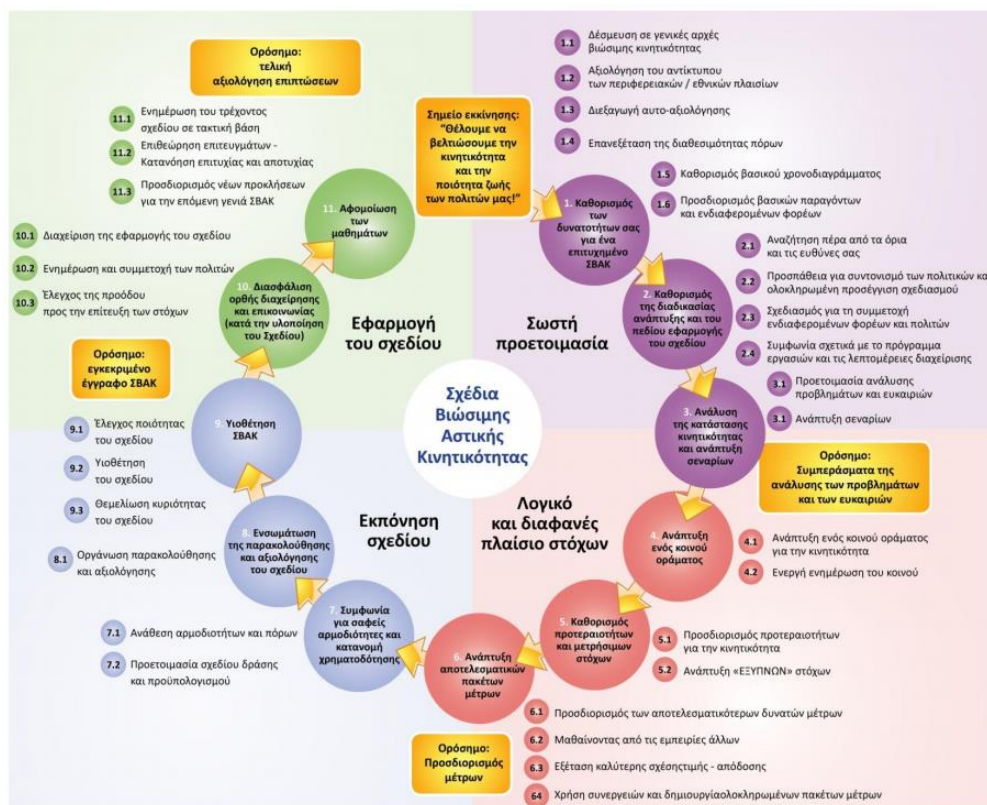 Ορόσημο:
τελική
αξιολόγηση επιπτώσεων
11.1 Ενημέρωση του τρέχοντος
σχεδίου σε τακτική βάση
11.2 Επιθεώρηση επιτευγμάτων -
Κατανόηση επιτυχίας και αποτυχίας
11.3 Προσδιορισμός νέων προκλήσεων
για την επόμενη γενιά ΣΒΑΚ
10.1 Διαχείριση της εφαρμογής του σχεδίου
10.2 Ενημέρωση και συμμετοχή των πολιτών
10.3 Έλεγχος της προόδου
προς την επίτευξη των στόχων
Σημείο εκκίνησης:
"Θέλουμε να
βελτιώσουμε την
κινητικότητα
και την
ποιότητα ζωής
των πολιτών μας!"
1.1 Δέσμευση σε γενικές αρχές
βιώσιμης κινητικότητας
1.2 Αξιολόγηση του αντίκτυπου
των περιφερειακών / εθνικών πλαισίων
1.3 Διεξαγωγή αυτο-αξιολόγησης
1.4 Επανεξέταση της διαθεσιμότητας πόρων
1.5 Καθορισμός βασικού χρονοδιαγράμματος
1.6 Προσδιορισμός βασικών παραγόντων
και ενδιαφερομένων φορέων
2.1 Αναζήτηση πέρα από τα όρια
και τις ευθύνες σας
2.2 Προσπάθεια για συντονισμό των πολιτικών και
ολοκληρωμένη προσέγγιση σχεδιασμού
2.3 Σχεδιασμός για τη συμμετοχή
ενδιαφερομένων φορέων και πολιτών
2.4 Συμφωνία σχετικά με το πρόγραμμα
εργασιών και τις λεπτομέρειες διαχείρισης
3.1 Προετοιμασία ανάλυσης
προβλημάτων και ευκαιριών
3.1 Ανάπτυξη σεναρίων
11. Αφομοίωση
των
μαθημάτων
10. Διασφάλιση
ορθής διαχείρησης
και επικοινωνίας
(κατά την υλοποίηση
του Σχεδίου)
Εφαρμογή
του σχεδίου
Σωστή
προετοιμασία
1. Καθορισμός
των
δυνατοτήτων σας
για ένα
επιτυχημένο
ΣΒΑΚ
2. Καθορισμός
της διαδικασίας
ανάπτυξης και του
πεδίου εφαρμογής
του σχεδίου
3. Ανάλυση
της κατάστασης
κινητικότητας
και ανάπτυξη
σεναρίων
Ορόσημο:
εγκεκριμένο
έγγραφο ΣΒΑΚ
9. Υιοθέτηση
ΣΒΑΚ
Σχέδια
Βιώσιμης
Αστικής
Κινητικότητας
Ορόσημο:
Συμπεράσματα της
ανάλυσης των προβλημάτων
και των ευκαιριών
9.1 Έλεγχος ποιότητας
του σχεδίου
9.2 Υιοθέτηση
του σχεδίου
9.3 Θεμελίωση κυριότητας
του σχεδίου
8.1 Οργάνωση παρακολούθησης
και αξιολόγησης
8. Ενσωμάτωση
της παρακολούθησης
και αξιολόγησης
του σχεδίου
Εκπόνηση
σχεδίου
Λογικό
και διαφανές
πλαίσιο στόχων
4. Ανάπτυξη
ενός κοινού
οράματος
4.1 Ανάπτυξη ενός κοινού οράματος
για την κινητικότητα
4.2 Ενεργή ενημέρωση του κοινού
7.1 Ανάθεση αρμοδιοτήτων και πόρων
7.2 Προετοιμασία σχεδίου δράσης
και προϋπολογισμού
7. Συμφωνία
για σαφείς
αρμοδιότητες και
κατανομή
χρηματοδότησης
6. Ανάπτυξη
αποτελεσματικών
πακέτων
μέτρων
5. Καθορισμός
προτεραιοτήτων
και μετρήσιμων
στόχων
5.1 Προσδιορισμός προτεραιοτήτων
για την κινητικότητα
5.2 Ανάπτυξη «ΕΞΥΠΝΩΝ» στόχων
Ορόσημο:
Προσδιορισμός
μέτρων
6.1 Προσδιορισμός των αποτελεσματικότερων δυνατών μέτρων
6.2 Μαθαίνοντας από τις εμπειρίες άλλων
6.3 Εξέταση καλύτερης σχέσηςτιμής - απόδοσης
64 Χρήση συνεργειών και δημιουργίαολοκληρωμένων πακέτων μέτρων